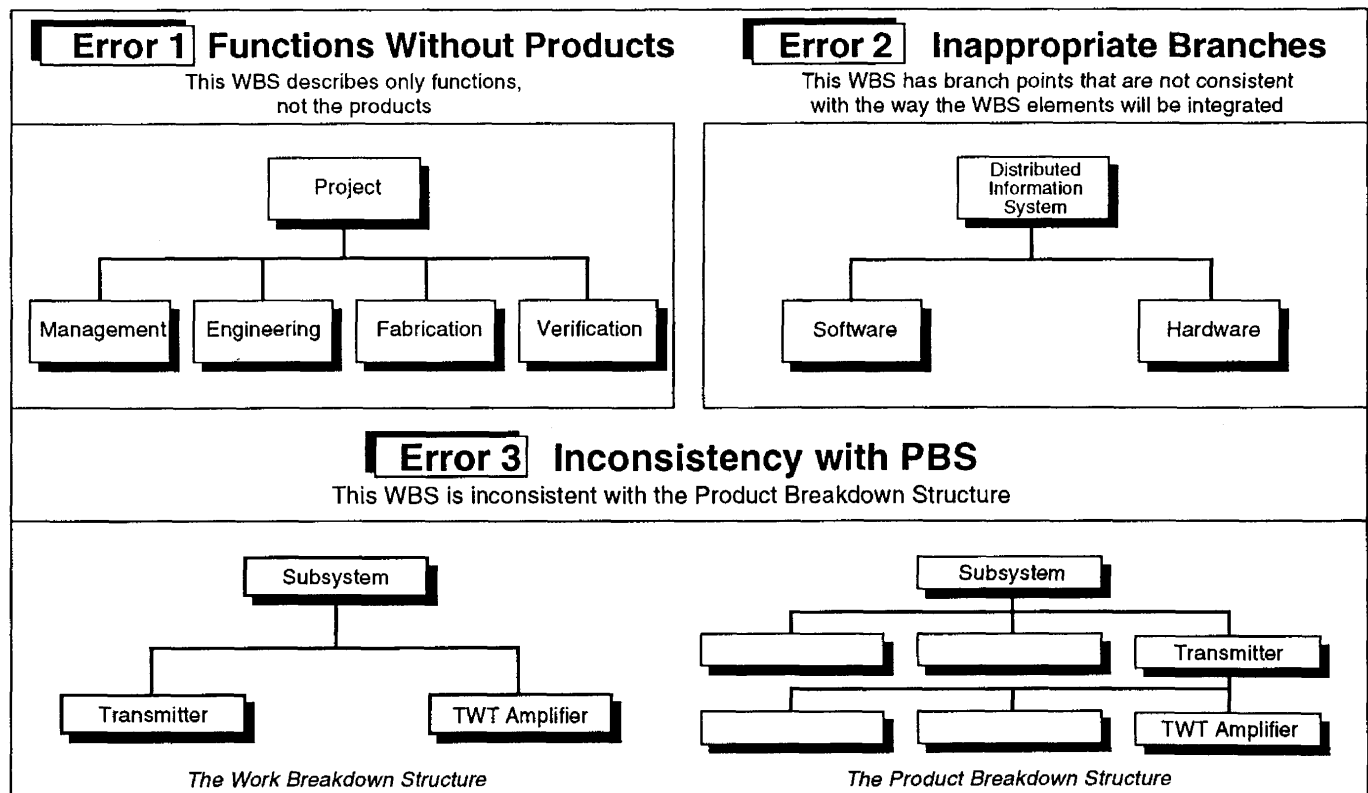 Error 1 Functions Without Products
This WBS describes only functions,
not the products
Project
Management
Engineering
Fabrication
Verification
Error 2 Inappropriate Branches
This WBS has branch points that are not consistent
with the way the WBS elements will be integrated
Distributed
Information
System
Software
Hardware
Error 3 Inconsistency with PBS
This WBS is inconsistent with the Product Breakdown Structure
Subsystem
Transmitter
TWT Amplifier
The Work Breakdown Structure
Subsystem
Transmitter
TWT Amplifier
The Product Breakdown Structure